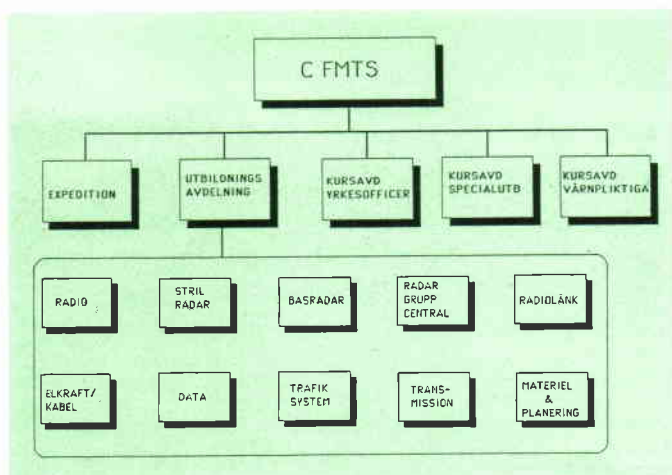 C FMTS
EXPEDITION
UTBILDNINGS
AVDELNING
KURSAVD
YRKESOFFICER
KURSAVD
SPECIALUTB
KURSAVD
VÄRNPLIKTIGA
RADIO
STRIL
RADAR
BASRADAR
RADAR
GRUPP
CENTRAL
RADIOLÄNK
ELKRAFT/
KABEL
DATA
TRAFIK
SYSTEM
TRANS-
MISSION
MATERIEL
&
PLANERING